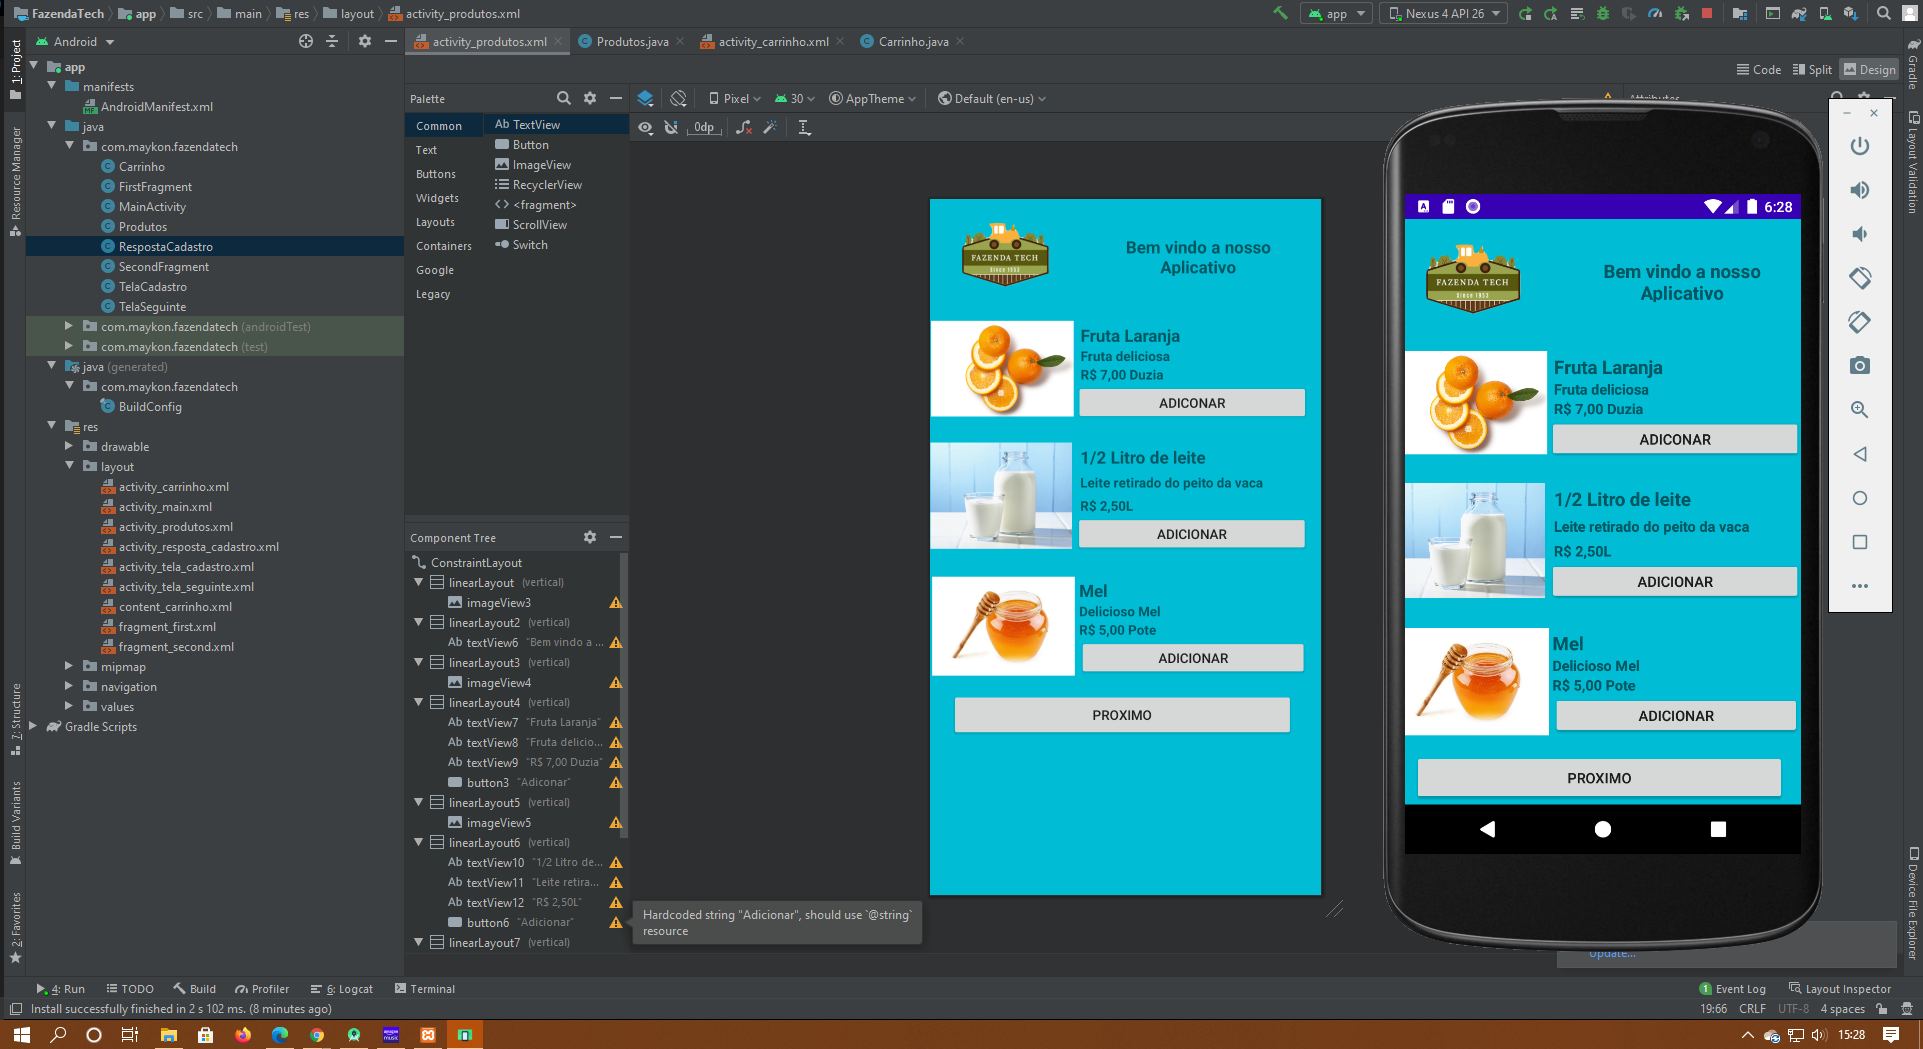 FazendaTech app src main res layout activity_produtos.xml
app Nexus 4 API 26
Android
activity_produtos.xml Produtos.java activity_carrinho.xml Carrinho.java
Code Split Design
1: Project
Resource Manager
7: Structure
Build Variants
2: Favorites
Gradle
Layout Validation
Device File Explorer
app
manifests
AndroidManifest.xml
java
com.maykon.fazendatech
Carrinho
FirstFragment
MainActivity
Produtos
RespostaCadastro
SecondFragment
TelaCadastro
TelaSeguinte
com.maykon.fazendatech (androidTest)
com.maykon.fazendatech (test)
java (generated)
com.maykon.fazendatech
BuildConfig
res
drawable
layout
activity_carrinho.xml
activity_main.xml
activity_produtos.xml
activity_resposta_cadastro.xml
activity_tela_cadastro.xml
activity_tela_seguinte.xml
content_carrinho.xml
fragment_first.xml
fragment_second.xml
mipmap
navigation
values
Gradle Scripts
Palette
Common
Text
Buttons
Widgets
Layouts
Containers
Google
Legacy
Ab TextView
Button
ImageView
RecyclerView
<fragment>
ScrollView
Switch
Pixel 30 AppTheme Default (en-us)
0dp
Attributes
Component Tree
ConstraintLayout
linearLayout (vertical)
imageView3
linearLayout2 (vertical)
Ab textView6 "Bem vindo a ...
linearLayout3 (vertical)
imageView4
linearLayout4 (vertical)
Ab textView7 "Fruta Laranja"
Ab textView8 "Fruta delicio...
Ab textView9 "R$ 7,00 Duzia"
button3 "Adiconar"
linearLayout5 (vertical)
imageView5
linearLayout6 (vertical)
Ab textView10 "1/2 Litro de...
Ab textView11 "Leite retira...
Ab textView12 "R$ 2,50L"
button6 "Adicionar"
linearLayout7 (vertical)
Hardcoded string "Adicionar", should use `@string`
resource
FAZENDA TECH
Since 1953
Bem vindo a nosso
Aplicativo
Fruta Laranja
Fruta deliciosa
R$ 7,00 Duzia
ADICONAR
1/2 Litro de leite
Leite retirado do peito da vaca
R$ 2,50L
ADICIONAR
Mel
Delicioso Mel
R$ 5,00 Pote
ADICIONAR
PROXIMO
6:28
FAZENDA TECH
Since 1953
Bem vindo a nosso
Aplicativo
Fruta Laranja
Fruta deliciosa
R$ 7,00 Duzia
ADICONAR
1/2 Litro de leite
Leite retirado do peito da vaca
R$ 2,50L
ADICIONAR
Mel
Delicioso Mel
R$ 5,00 Pote
ADICIONAR
PROXIMO
Update...
4: Run TODO Build Profiler 6: Logcat Terminal
1 Event Log Layout Inspector
Install successfully finished in 2 s 102 ms. (8 minutes ago)
19:66 CRLF UTF-8 4 spaces
amazon music
15:28